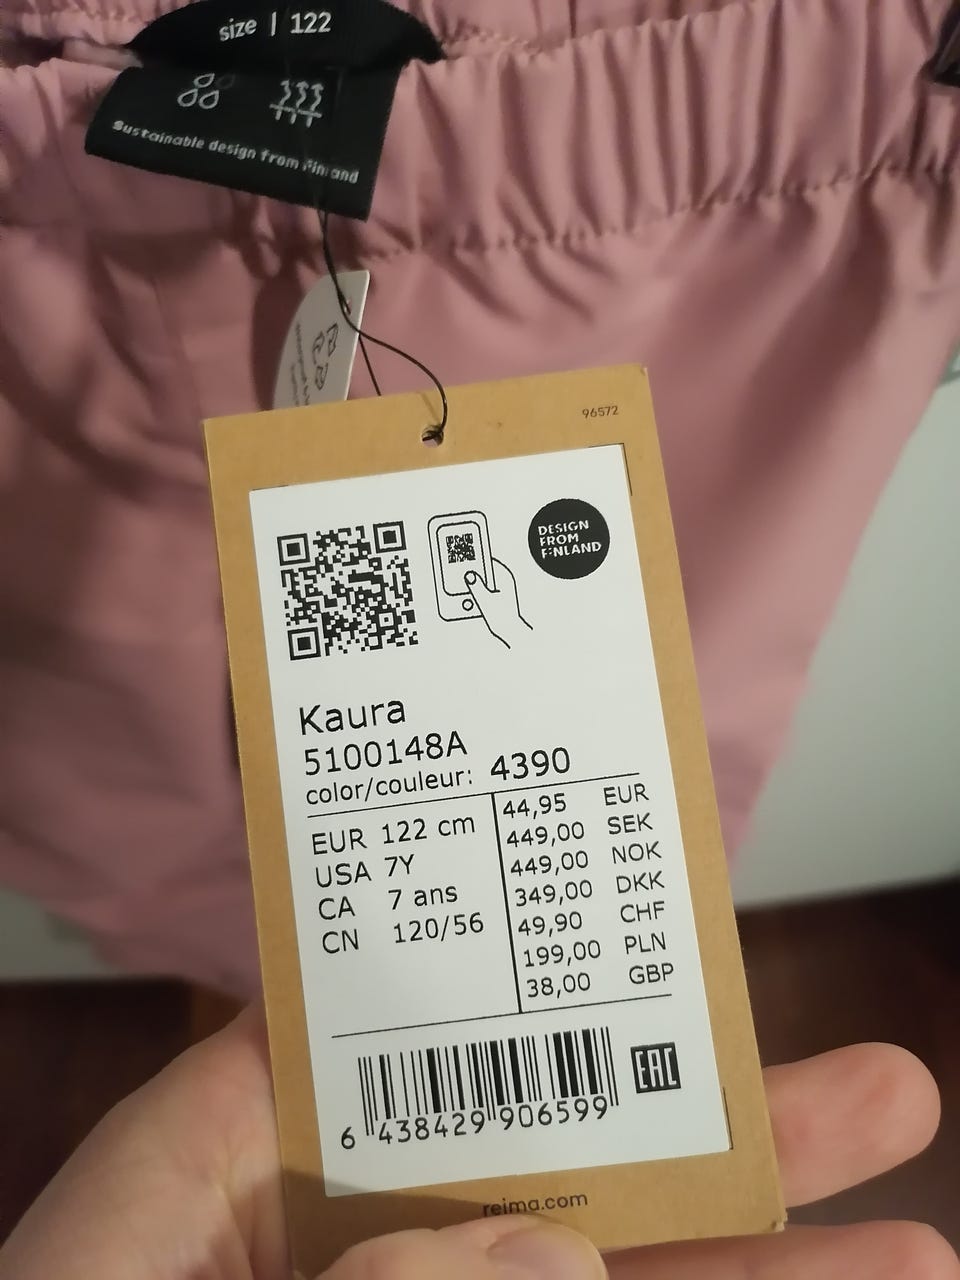 size | 122
Sustainable design from Finland
96572
DESIGN
FROM
FINLAND
Kaura
5100148A
color/couleur: 4390
EUR 122 cm
USA 7Y
CA 7 ans
CN 120/56
44,95 EUR
449,00 SEK
449,00 NOK
349,00 DKK
49,90 CHF
199,00 PLN
38,00 GBP
6 438429 906599
EAC
reima.com